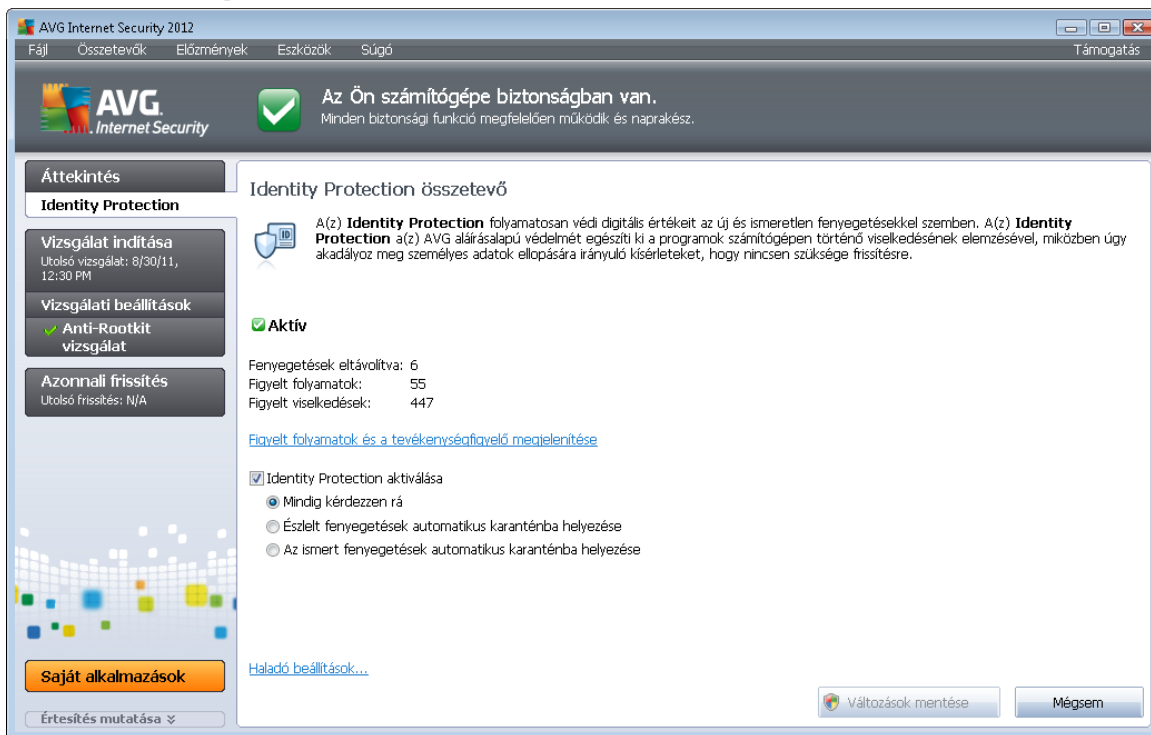 AVG Internet Security 2012
Fájl Összetevők Előzmények Eszközök Súgó Támogatás
AVG.
Internet Security
Az Ön számítógépe biztonságban van.
Minden biztonsági funkció megfelelően működik és naprakész.
Áttekintés
Identity Protection
Vizsgálat indítása
Utolsó vizsgálat: 8/30/11,
12:30 PM
Vizsgálati beállítások
Anti-Rootkit
vizsgálat
Azonnali frissítés
Utolsó frissítés: N/A
Saját alkalmazások
Értesítés mutatása
Identity Protection összetevő
ID
A(z) Identity Protection folyamatosan védi digitális értékeit az új és ismeretlen fenyegetésekkel szemben. A(z) Identity
Protection a(z) AVG aláírásalapú védelmét egészíti ki a programok számítógépen történő viselkedésének elemzésével, miközben úgy
akadályoz meg személyes adatok ellopására irányuló kísérleteket, hogy nincsen szüksége frissítésre.
Aktív
Fenyegetések eltávolítva: 6
Figyelt folyamatok: 55
Figyelt viselkedések: 447
Figyelt folyamatok és a tevékenységfigyelő megjelenítése
Identity Protection aktiválása
Mindig kérdezzen rá
Észlelt fenyegetések automatikus karanténba helyezése
Az ismert fenyegetések automatikus karanténba helyezése
Haladó beállítások...
Változások mentése
Mégsem